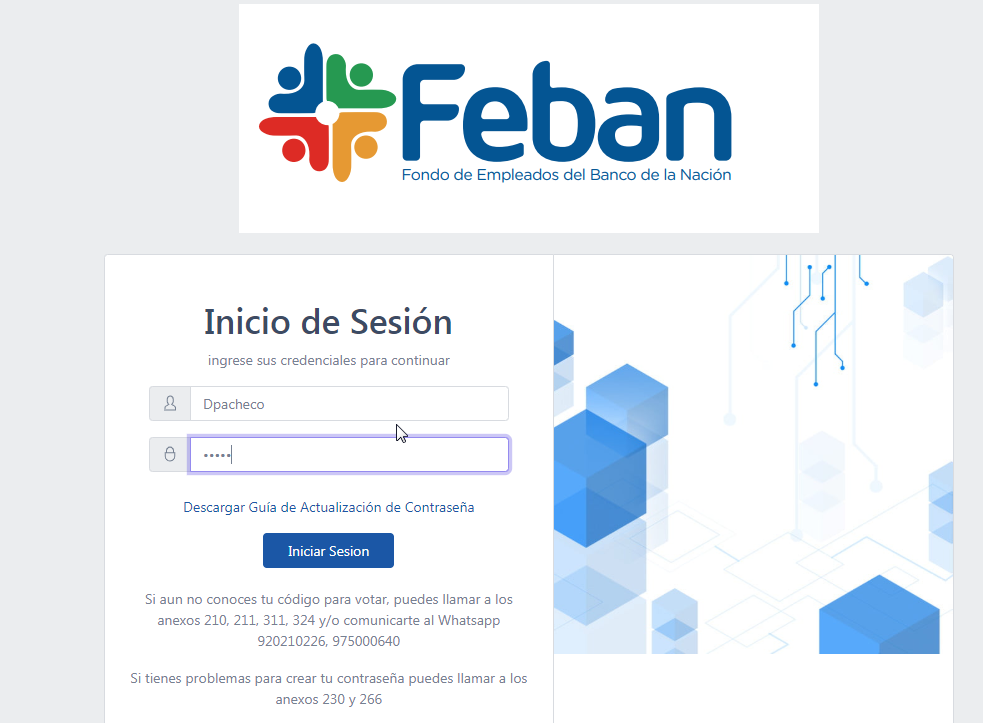 Feban
Fondo de Empleados del Banco de la Nación
Inicio de Sesión
ingrese sus credenciales para continuar
Dpacheco
•••••
Descargar Guía de Actualización de Contraseña
Iniciar Sesion
Si aun no conoces tu código para votar, puedes llamar a los
anexos 210, 211, 311, 324 y/o comunicarte al Whatsapp
920210226, 975000640
Si tienes problemas para crear tu contraseña puedes llamar a los
anexos 230 y 266